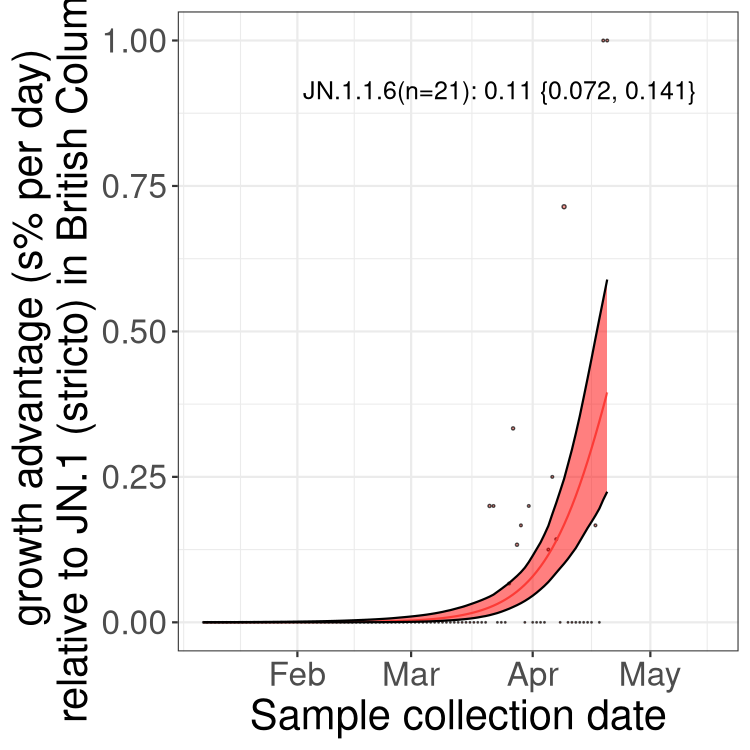 growth advantage (s% per day)
relative to JN.1 (stricto) in British Colum
1.00
0.75
0.50
0.25
0.00
JN.1.1.6(n=21): 0.11 {0.072, 0.141}
Feb Mar Apr May
Sample collection date